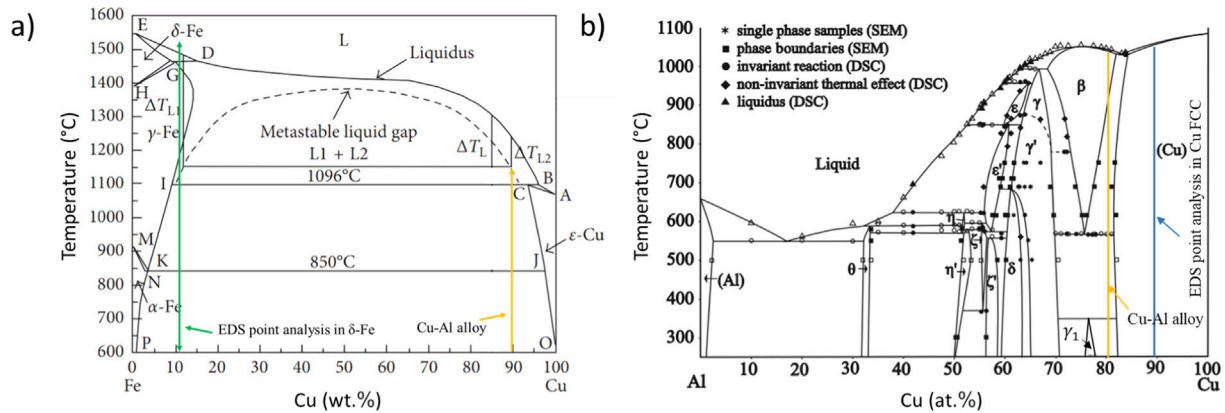 a)
Temperature (°C)
1600
1500
1400
1300
1200
1100
1000
900
800
700
600
E
δ-Fe
D
G
H
ΔT_L1
γ-Fe
L
Liquidus
Metastable liquid gap
L1 + L2
ΔT_L
ΔT_L2
1096°C
I
C
B
A
ε-Cu
M
K
850°C
J
N
α-Fe
P
EDS point analysis in δ-Fe
Cu-Al alloy
O
0 10 20 30 40 50 60 70 80 90 100
Fe
Cu
Cu (wt.%)
b)
Temperature (°C)
1100
1000
900
800
700
600
500
400
300
single phase samples (SEM)
phase boundaries (SEM)
invariant reaction (DSC)
non-invariant thermal effect (DSC)
liquidus (DSC)
Liquid
ε
γ
β
γ'
ε'
(Cu)
η
ζ
(Al)
θ
η'
ζ'
δ
γ1
Cu-Al alloy
EDS point analysis in Cu FCC
0 10 20 30 40 50 60 70 80 90 100
Al
Cu
Cu (at.%)